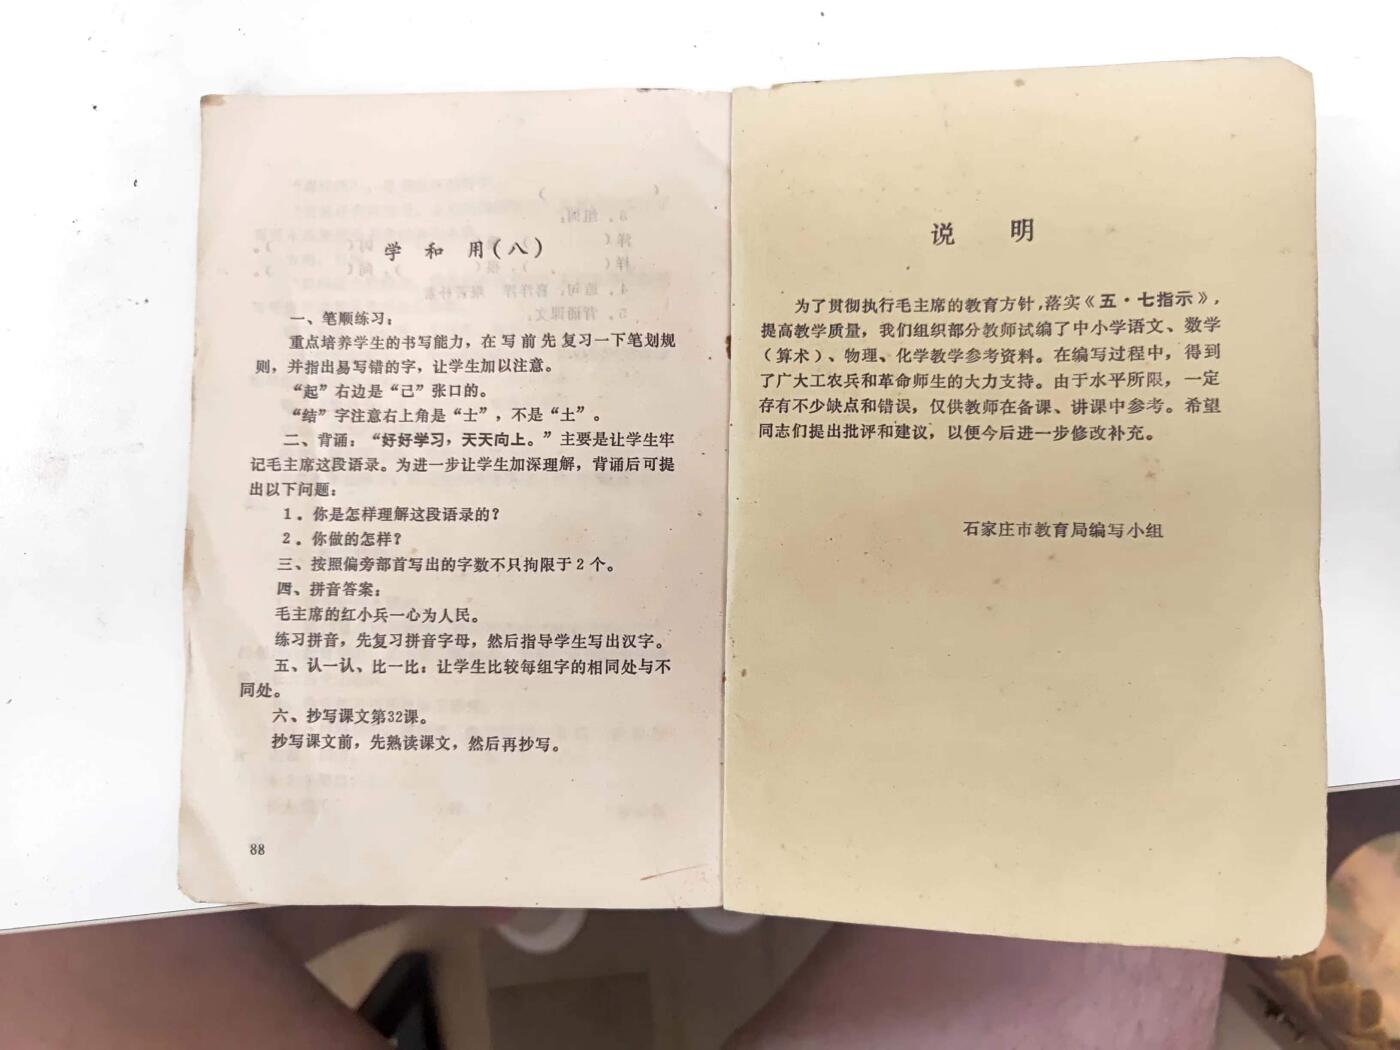 学和用(八)
一、笔顺练习：
重点培养学生的书写能力，在写前先复习一下笔划规
则，并指出易写错的字，让学生加以注意。
“起”右边是“己”张口的。
“结”字注意右上角是“士”，不是“土”。
二、背诵：“好好学习，天天向上。”主要是让学生牢
记毛主席这段语录。为进一步让学生加深理解，背诵后可提
出以下问题：
1。你是怎样理解这段语录的？
2。你做的怎样？
三、按照偏旁部首写出的字数不只拘限于2个。
四、拼音答案：
毛主席的红小兵一心为人民。
练习拼音，先复习拼音字母，然后指导学生写出汉字。
五、认一认、比一比：让学生比较每组字的相同处与不
同处。
六、抄写课文第32课。
抄写课文前，先熟读课文，然后再抄写。
88
说明
为了贯彻执行毛主席的教育方针，落实《五·七指示》，
提高教学质量，我们组织部分教师试编了中小学语文、数学
（算术）、物理、化学教学参考资料。在编写过程中，得到
了广大工农兵和革命师生的大力支持。由于水平所限，一定
存有不少缺点和错误，仅供教师在备课、讲课中参考。希望
同志们提出批评和建议，以便今后进一步修改补充。
石家庄市教育局编写小组